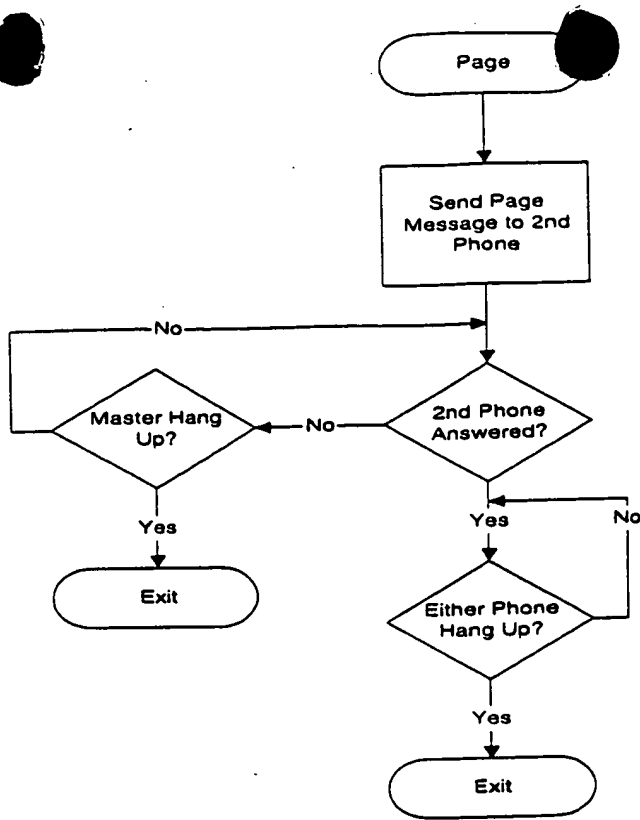 Page
Send Page
Message to 2nd
Phone
No
Master Hang
Up?
No
2nd Phone
Answered?
Yes
Yes
No
Exit
Either Phone
Hang Up?
Yes
Exit